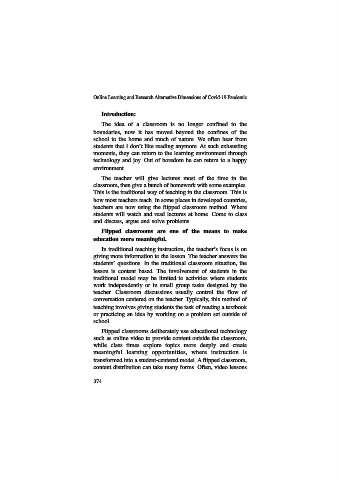 Online Learning and Research Alternative Dimensions of Covid-19 Pandemic
Introduction:
The idea of a classroom is no longer confined to the
boundaries, now it has moved beyond the confines of the
school to the home and much of nature. We often hear from
students that I don't like reading anymore. At such exhausting
moments, they can return to the learning environment through
technology and joy. Out of boredom he can return to a happy
environment.
The teacher will give lectures most of the time in the
classroom, then give a bunch of homework with some examples.
This is the traditional way of teaching in the classroom. This is
how most teachers teach. In some places in developed countries,
teachers are now using the flipped classroom method. Where
students will watch and read lectures at home. Come to class
and discuss, argue and solve problems.
Flipped classrooms are one of the means to make
education more meaningful.
In traditional teaching instruction, the teacher's focus is on
giving more information to the lesson. The teacher answers the
students' questions. In the traditional classroom situation, the
lesson is content based. The involvement of students in the
traditional model may be limited to activities where students
work independently or in small group tasks designed by the
teacher. Classroom discussions usually control the flow of
conversation centered on the teacher. Typically, this method of
teaching involves giving students the task of reading a textbook
or practicing an idea by working on a problem set outside of
school.
Flipped classrooms deliberately use educational technology
such as online video to provide content outside the classroom,
while class times explore topics more deeply and create
meaningful learning opportunities, where instruction is
transformed into a student-centered model. A flipped classroom,
content distribution can take many forms. Often, video lessons
374